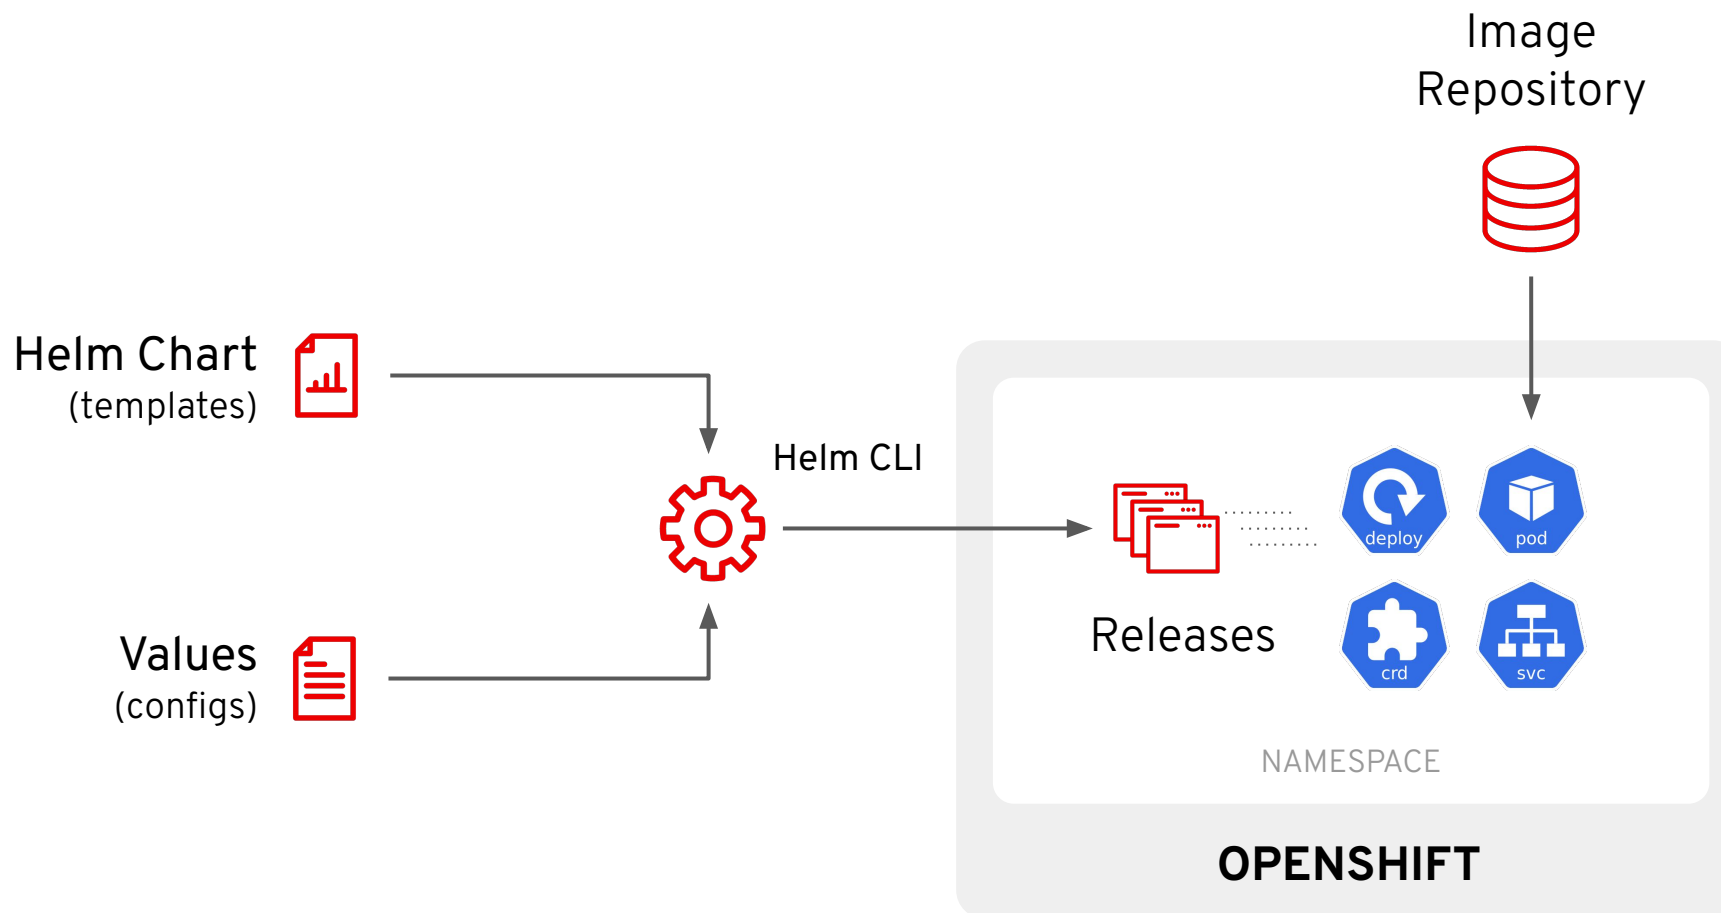 Image
Repository
Helm Chart
(templates)
Helm CLI
deploy
pod
Releases
Values
(configs)
crd
svc
NAMESPACE
OPENSHIFT